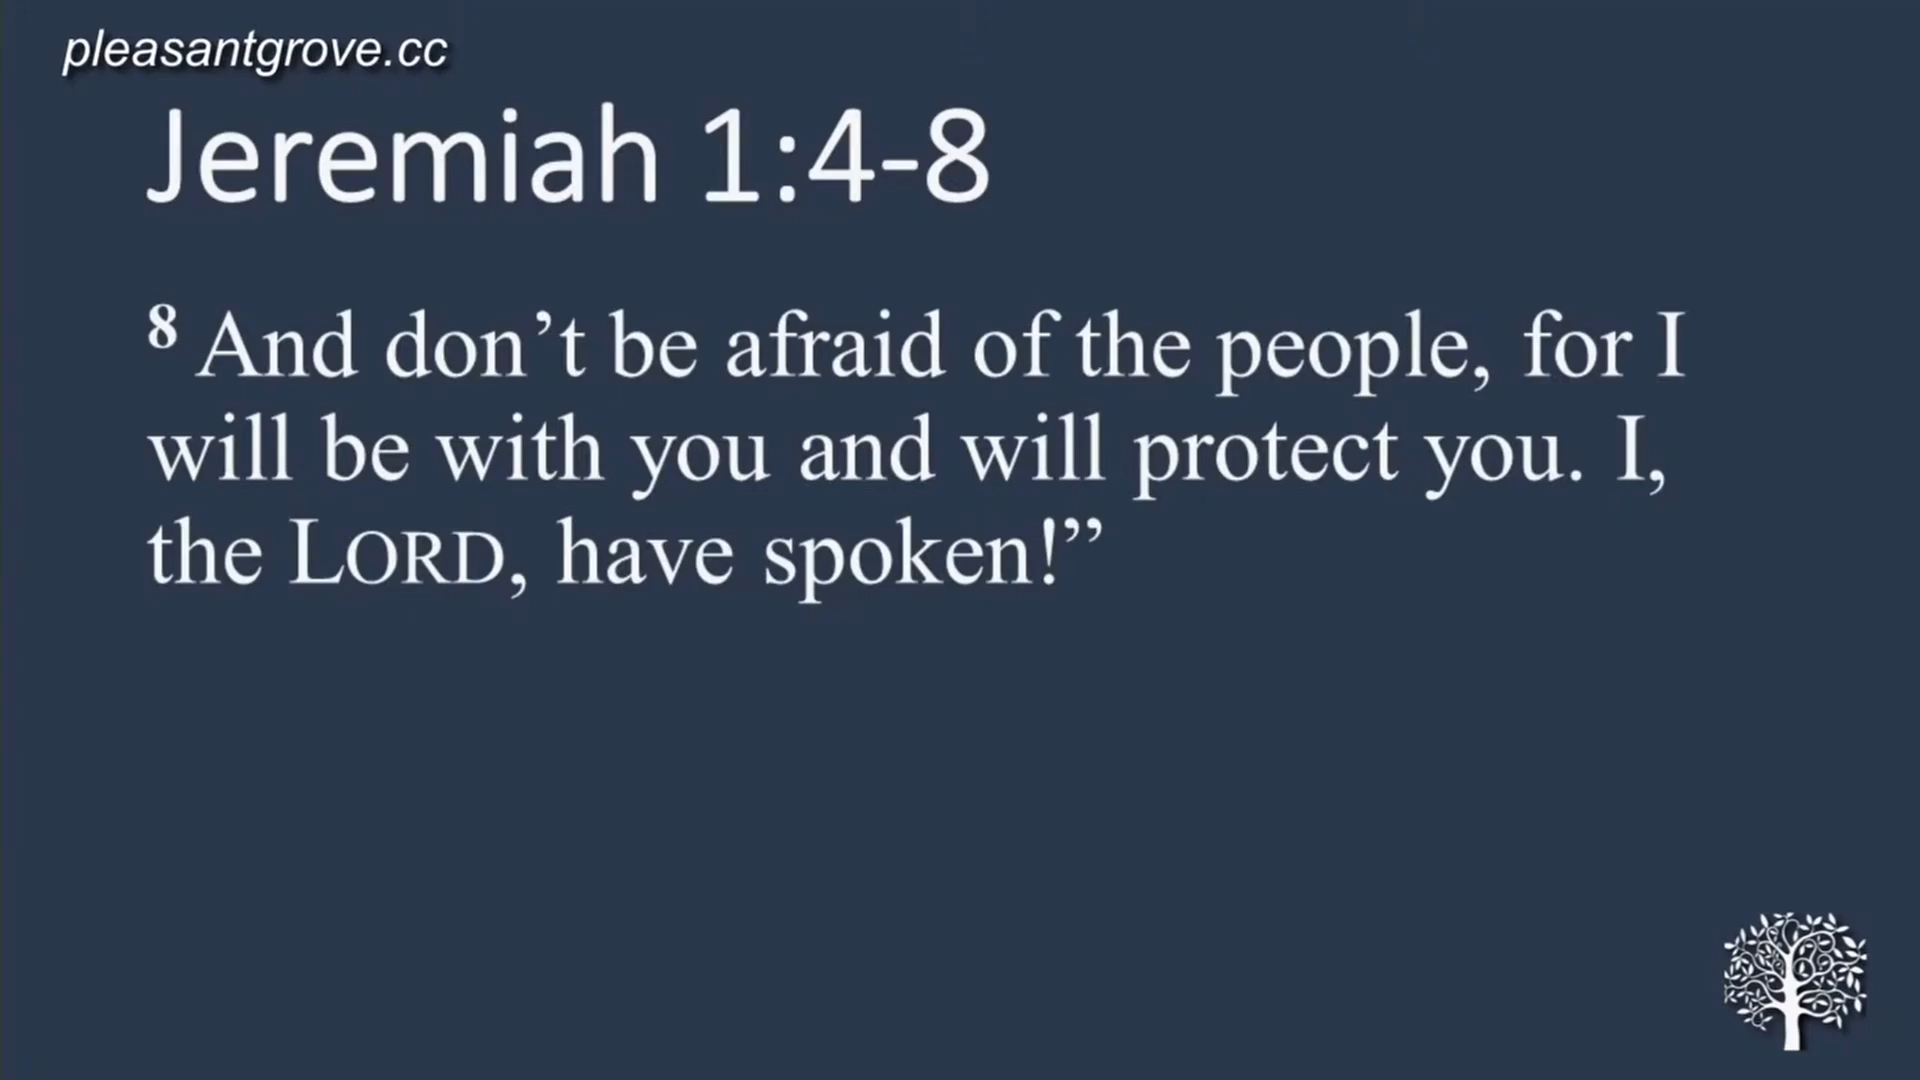 pleasantgrove.cc
Jeremiah 1:4-8
8 And don’t be afraid of the people, for I
will be with you and will protect you. I,
the LORD, have spoken!”